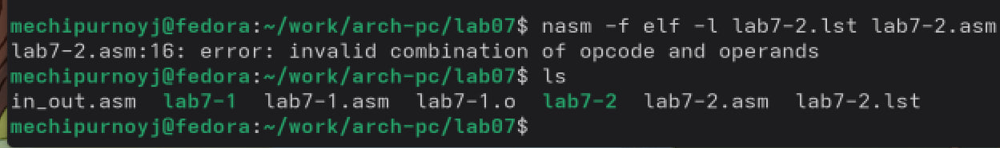 mechipurnoyj@fedora:~/work/arch-pc/lab07$ nasm -f elf -l lab7-2.lst lab7-2.asm
lab7-2.asm:16: error: invalid combination of opcode and operands
mechipurnoyj@fedora:~/work/arch-pc/lab07$ ls
in_out.asm  lab7-1  lab7-1.asm  lab7-1.o  lab7-2  lab7-2.asm  lab7-2.lst
mechipurnoyj@fedora:~/work/arch-pc/lab07$